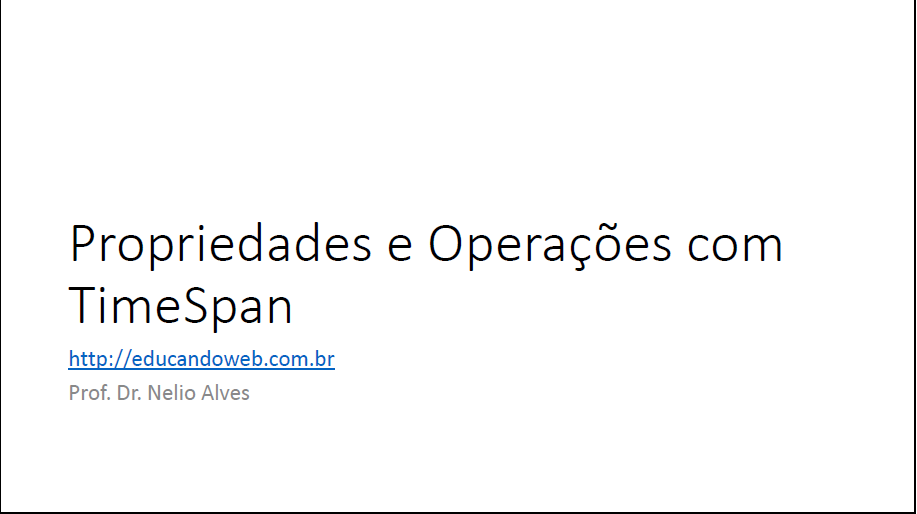 Propriedades e Operações com
TimeSpan
http://educandoweb.com.br
Prof. Dr. Nelio Alves